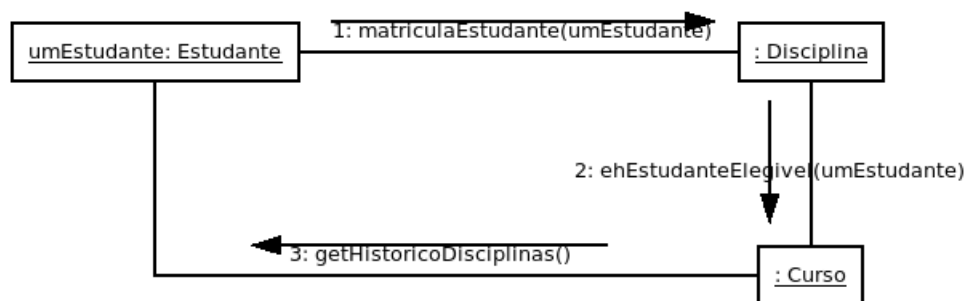 1: matriculaEstudante(umEstudante)
umEstudante: Estudante
: Disciplina
2: ehEstudanteElegivel(umEstudante)
3: getHistoricoDisciplinas()
: Curso